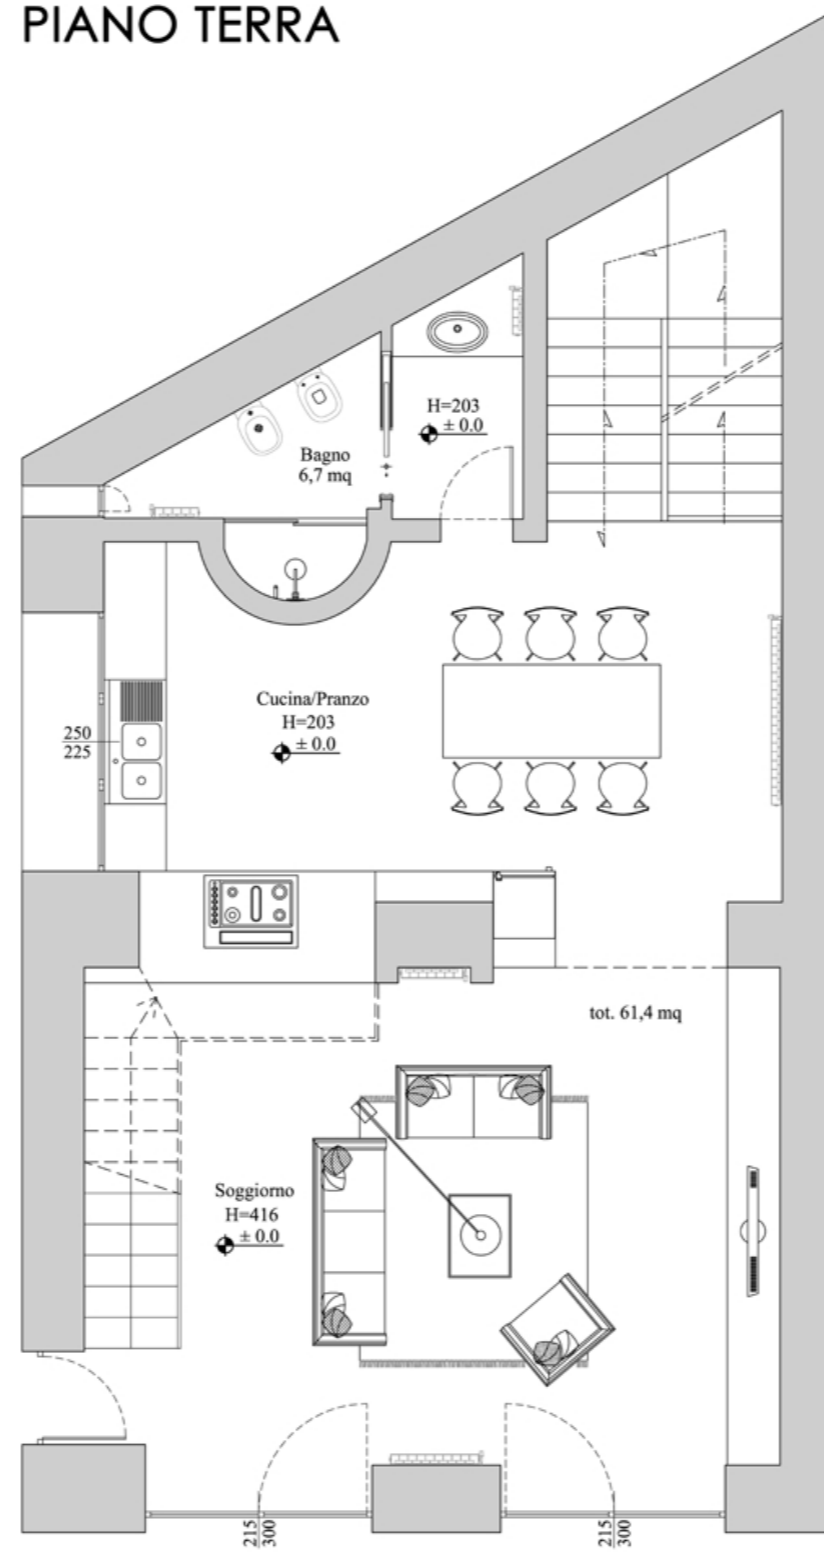 PIANO TERRA
H=203
± 0.0
Bagno
6,7 mq
Cucina/Pranzo
H=203
± 0.0
250
225
tot. 61,4 mq
Soggiorno
H=416
± 0.0
215
300
215
300